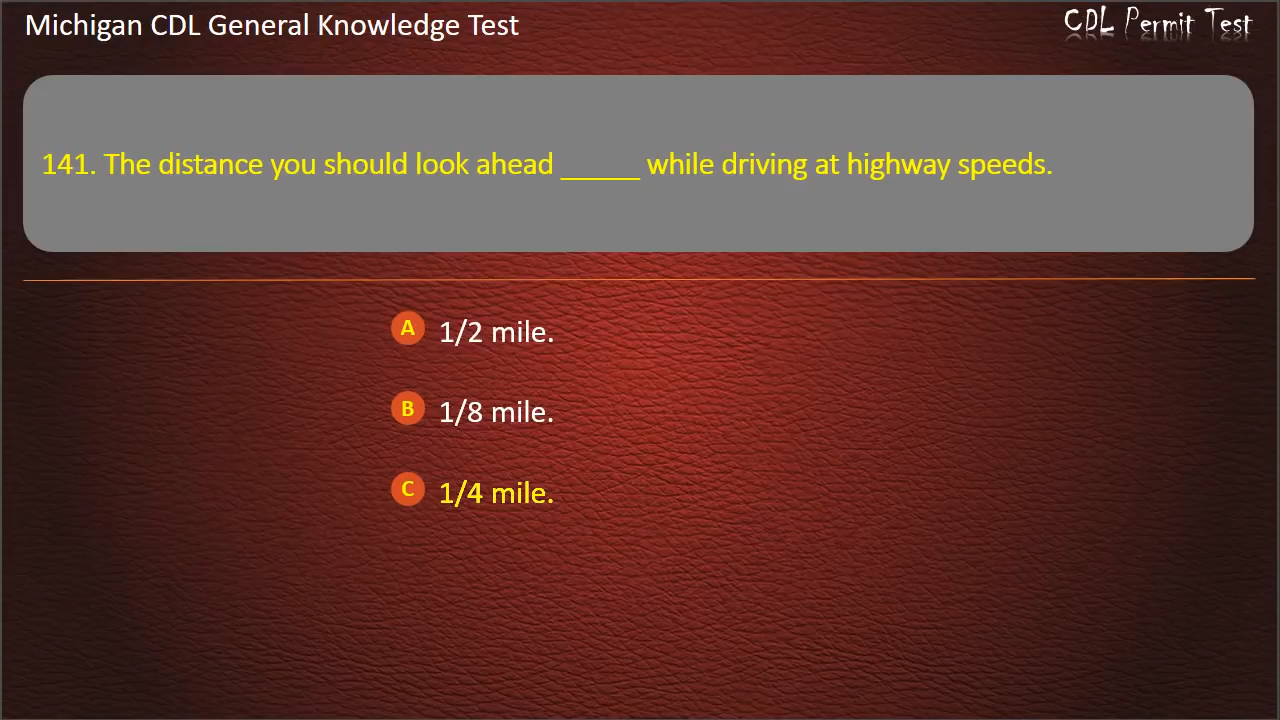 Michigan CDL General Knowledge Test
CDL Permit Test
141. The distance you should look ahead _____ while driving at highway speeds.
A 1/2 mile.
B 1/8 mile.
C 1/4 mile.